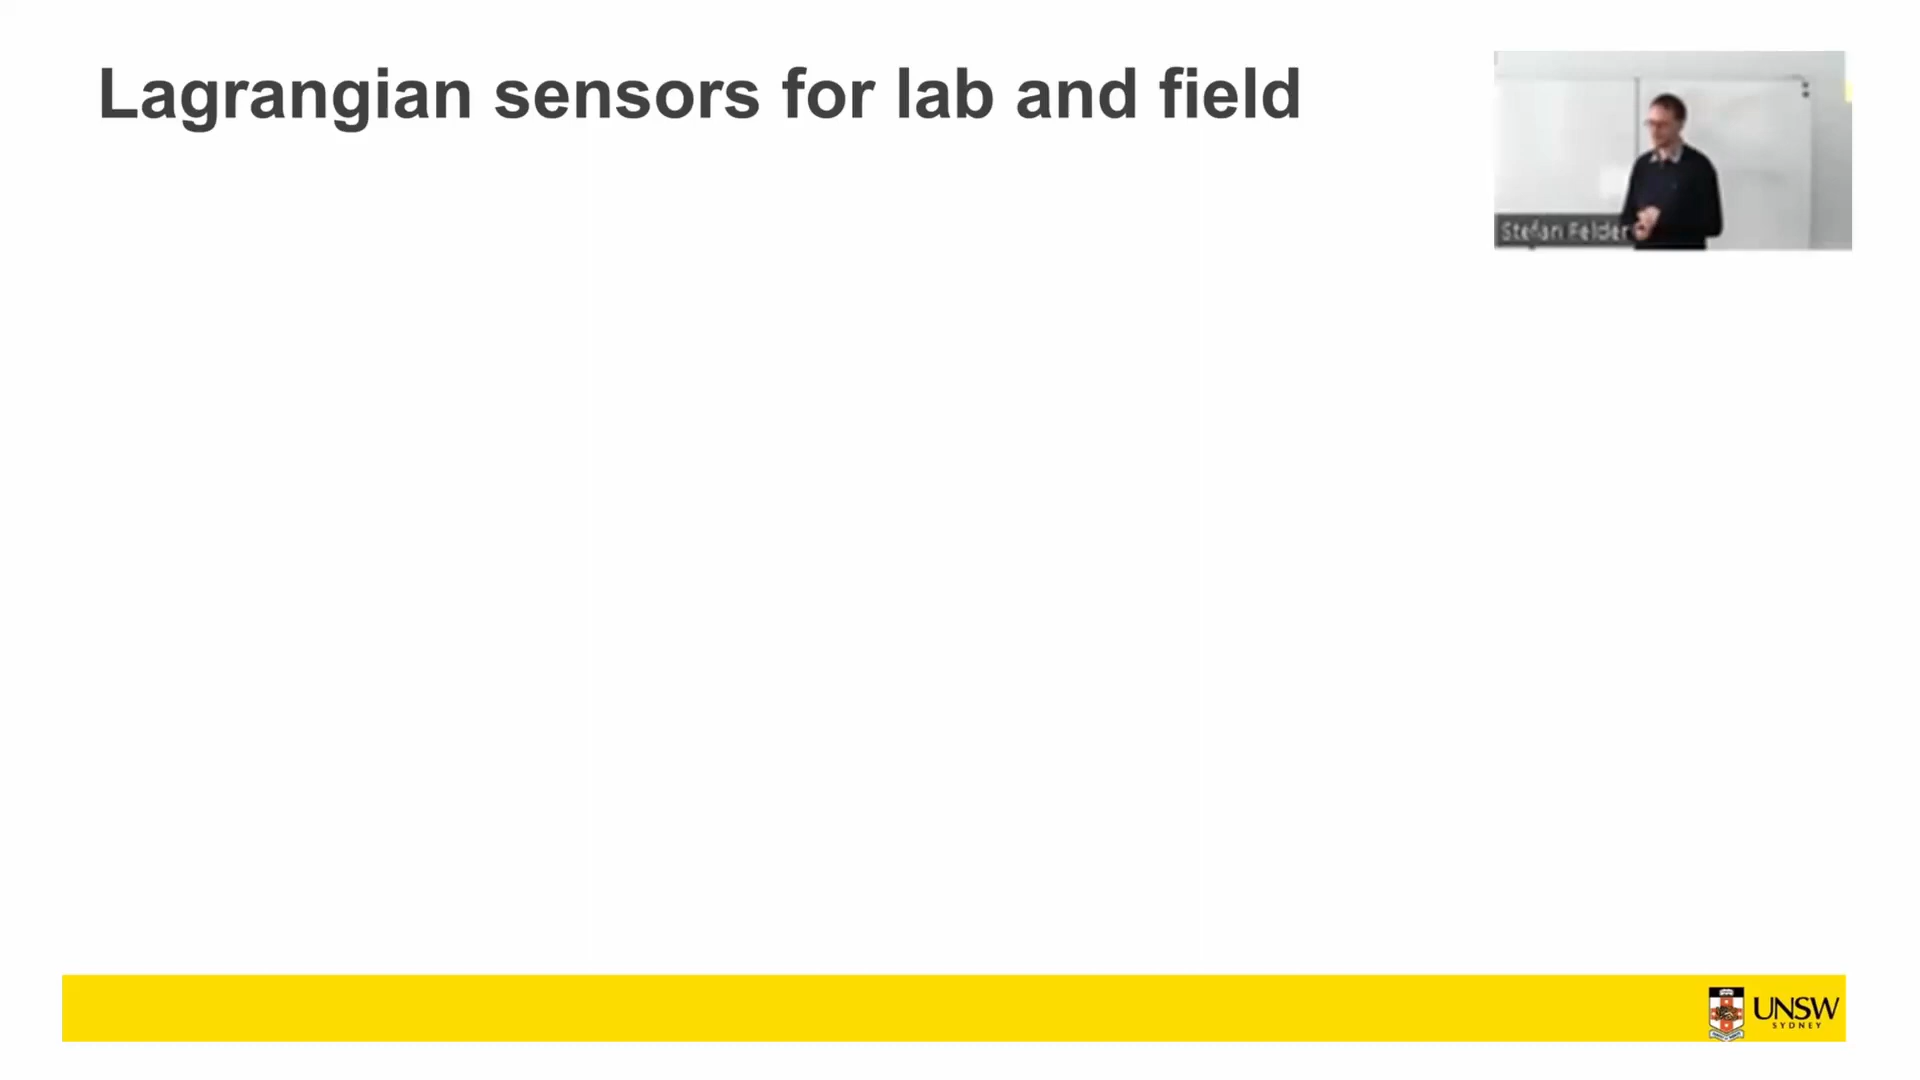 Lagrangian sensors for lab and field
Stefan Felder
UNSW
SYDNEY